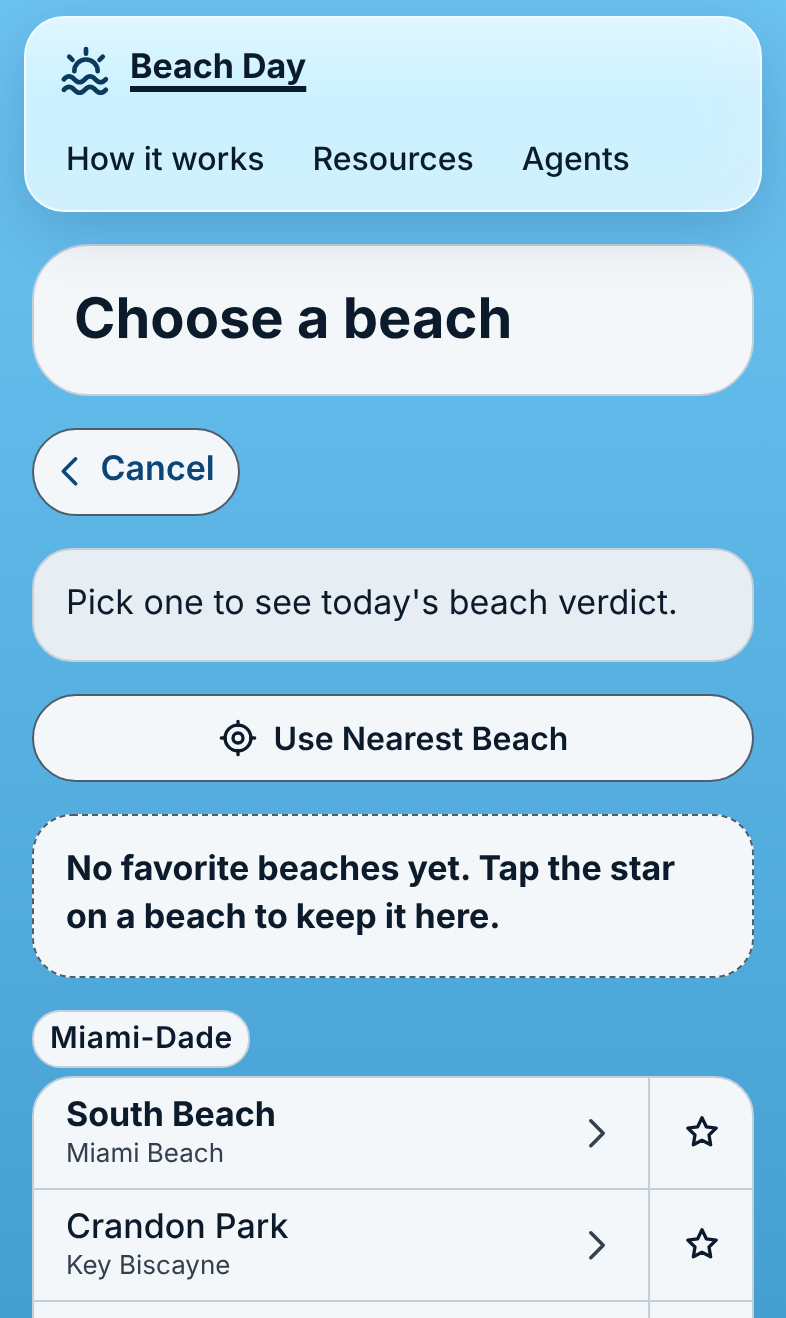 Beach Day
How it works Resources Agents
Choose a beach
Cancel
Pick one to see today's beach verdict.
Use Nearest Beach
No favorite beaches yet. Tap the star
on a beach to keep it here.
Miami-Dade
South Beach
Miami Beach
Crandon Park
Key Biscayne